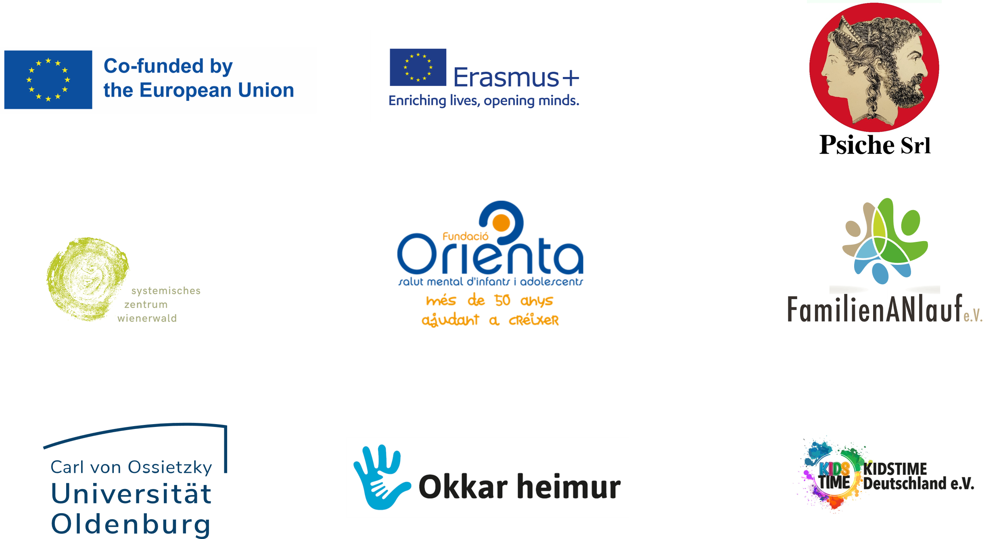 Co-funded by
the European Union
Erasmus+
Enriching lives, opening minds.
Psiche Srl
systemisches
zentrum
wienerwald
Fundació
Orienta
salut mental d'infants i adolescents
més de 50 anys
ajudant a créixer
FamilienANlauf e.V.
Carl von Ossietzky
Universität
Oldenburg
Okkar heimur
KIDS
TIME
KIDSTIME
Deutschland e.V.